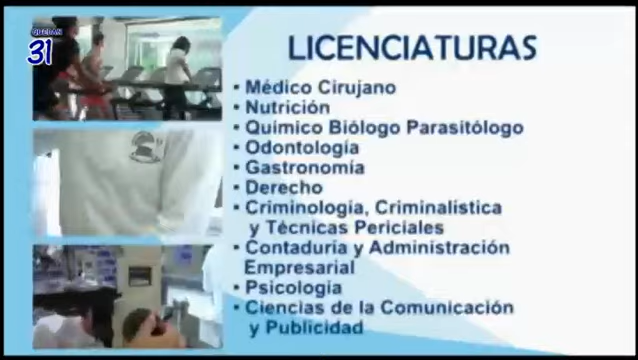 QUEDAN
31
LICENCIATURAS
• Médico Cirujano
• Nutrición
• Químico Biólogo Parasitólogo
• Odontología
• Gastronomía
• Derecho
• Criminología, Criminalística
y Técnicas Periciales
• Contaduría y Administración
Empresarial
• Psicología
• Ciencias de la Comunicación
y Publicidad